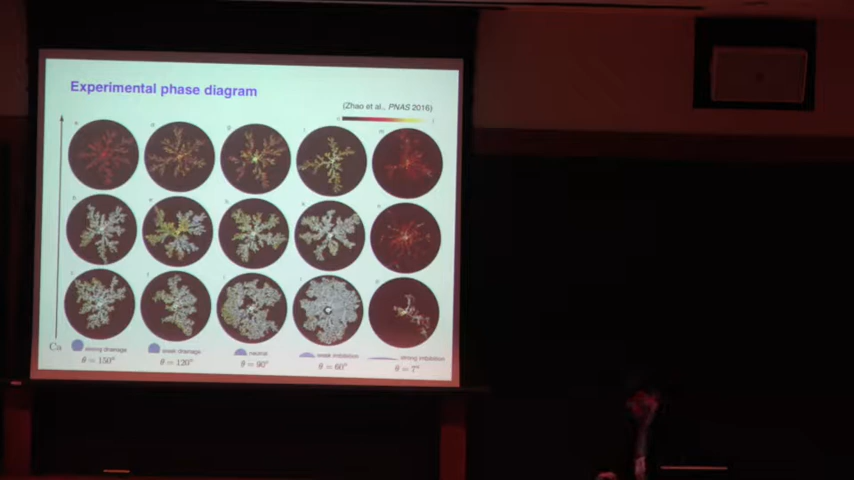 Experimental phase diagram
(Zhao et al., PNAS 2016)
Ca
strong drainage
weak drainage
neutral
weak imbibition
strong imbibition
θ = 150°
θ = 120°
θ = 90°
θ = 60°
θ = 7°